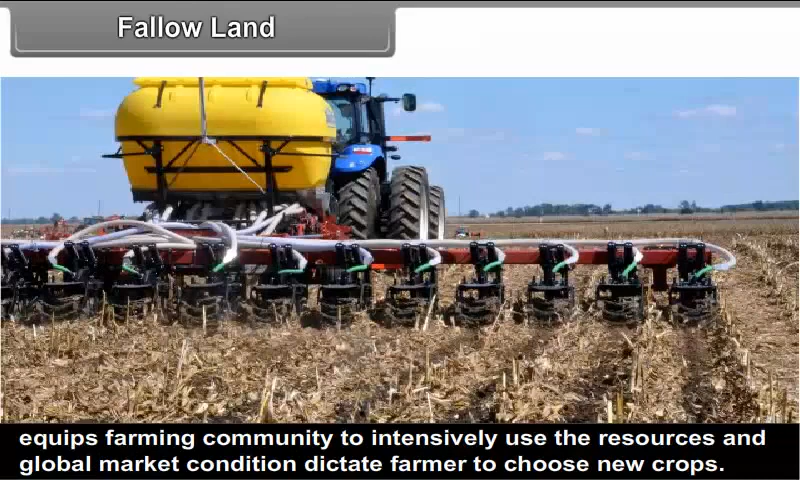 Fallow Land
equips farming community to intensively use the resources and
global market condition dictate farmer to choose new crops.